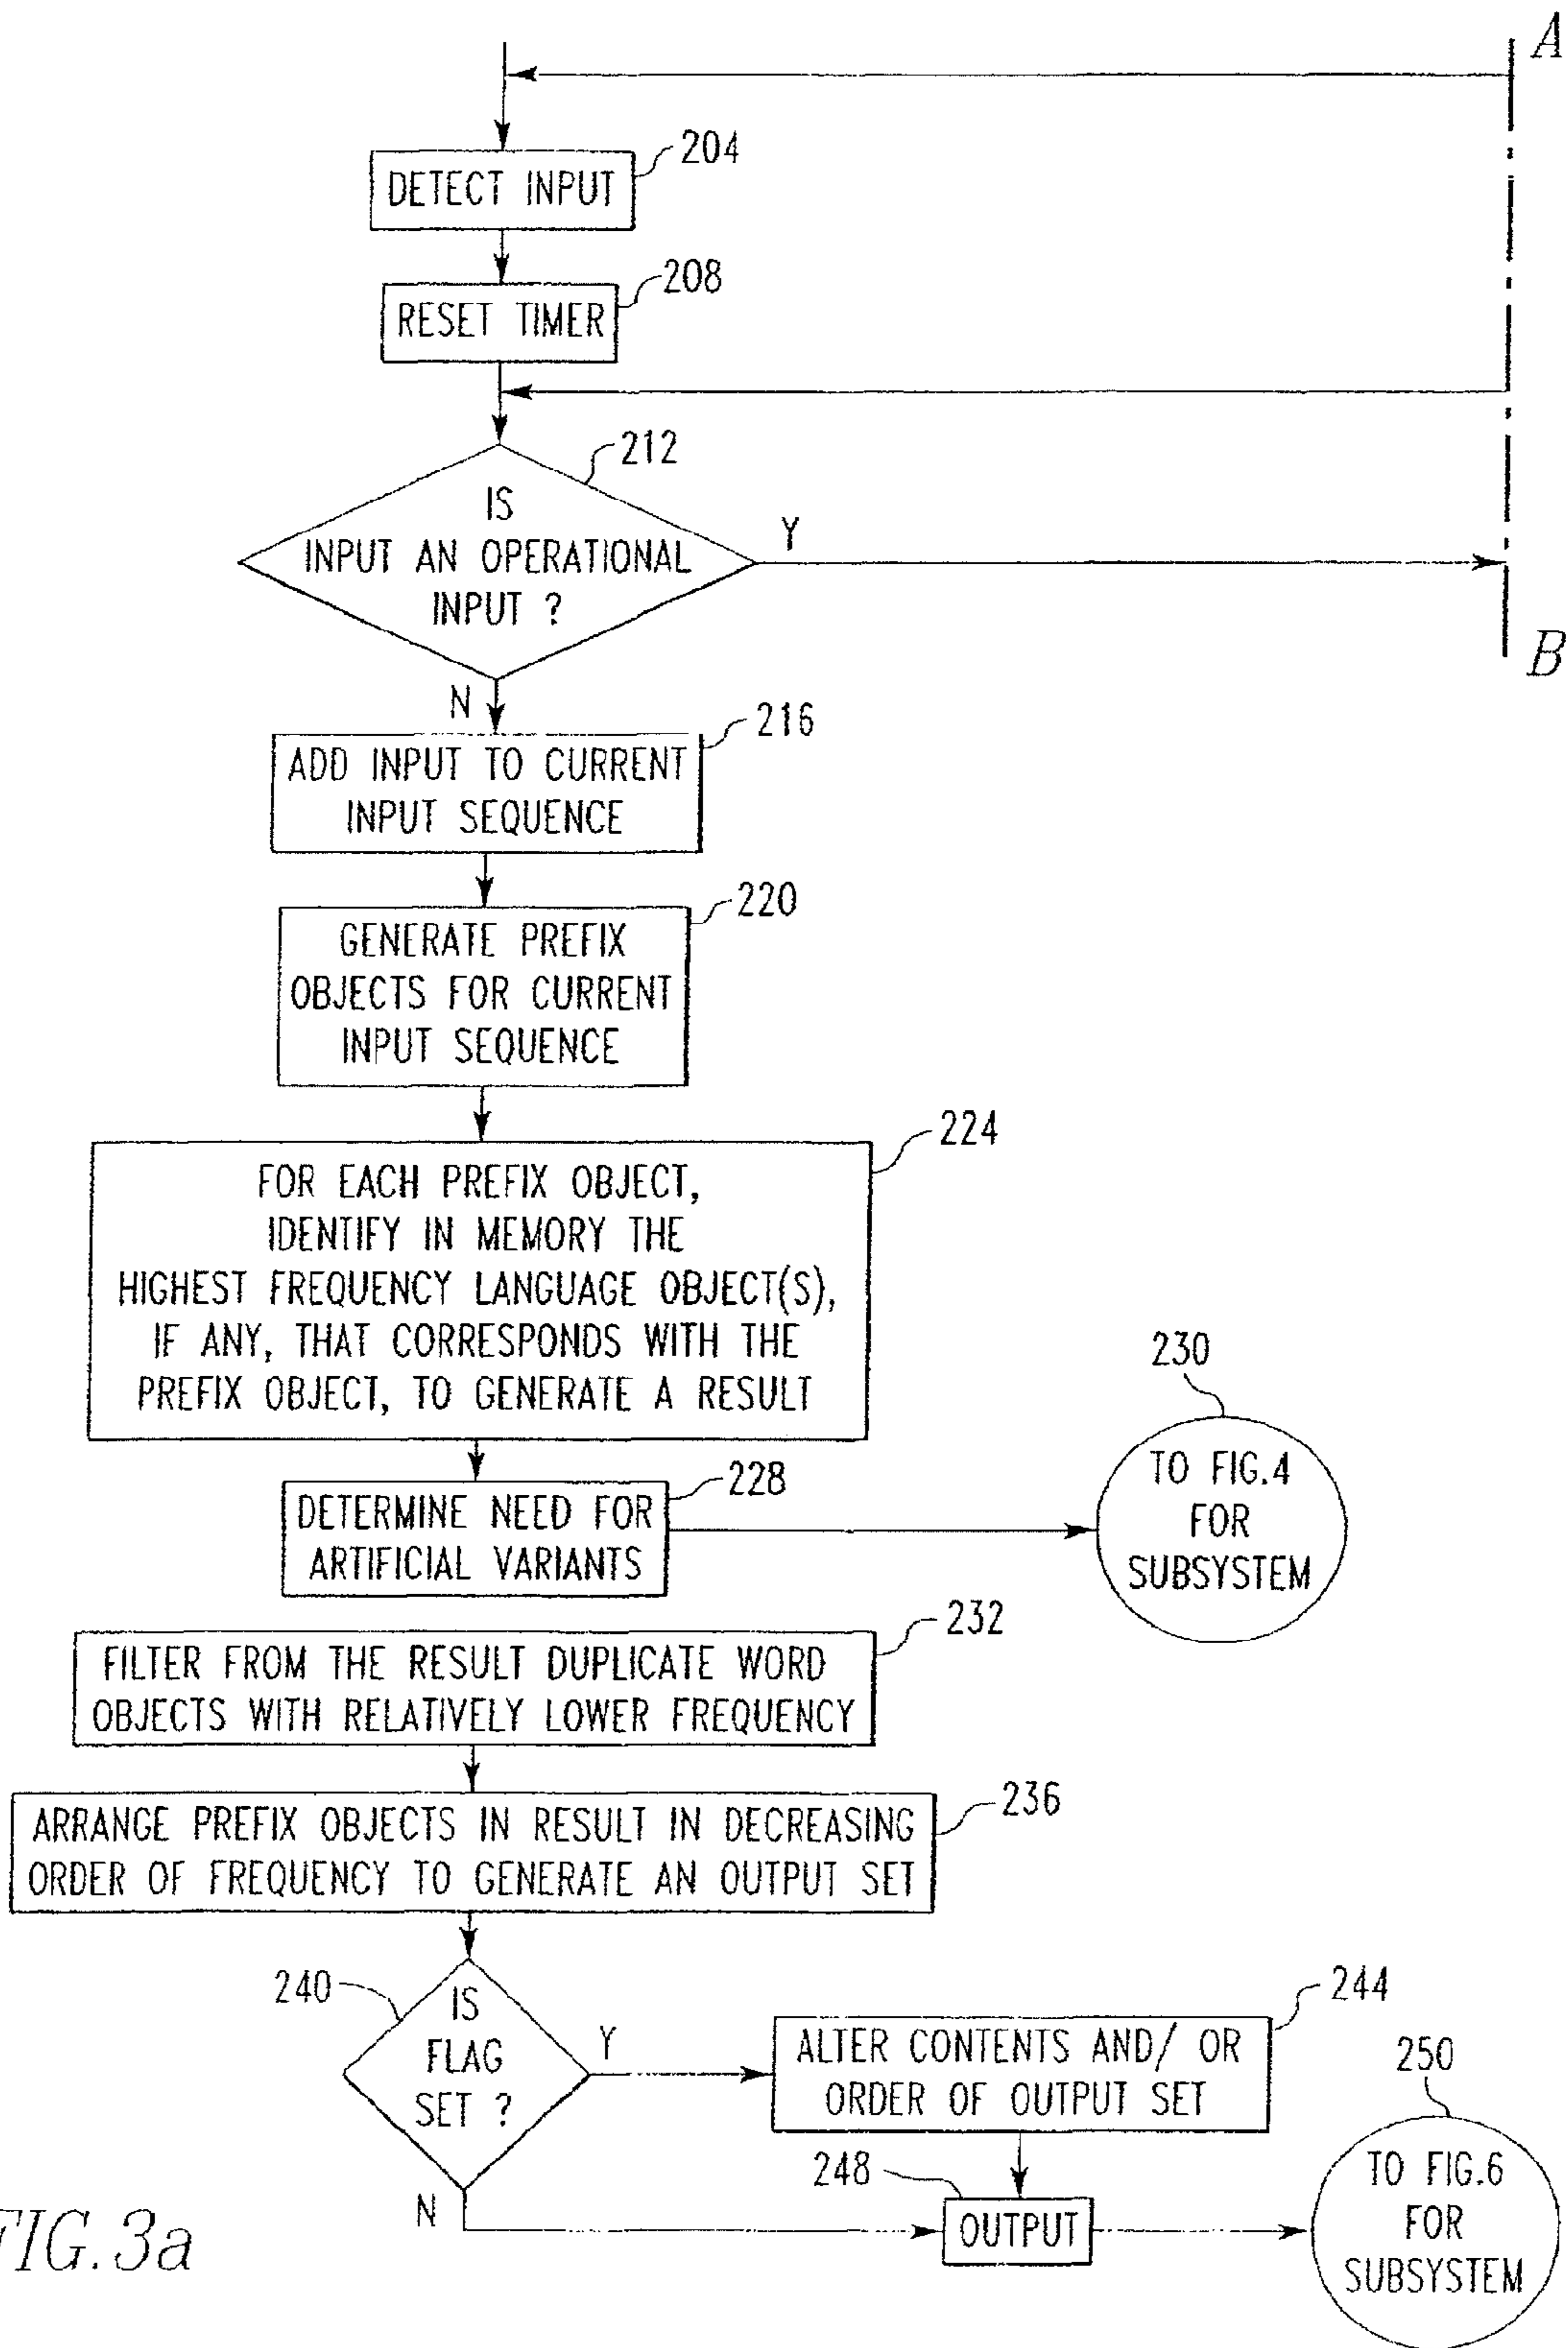 A
204
DETECT INPUT
208
RESET TIMER
212
IS
INPUT AN OPERATIONAL
INPUT ?
Y
B
N
216
ADD INPUT TO CURRENT
INPUT SEQUENCE
220
GENERATE PREFIX
OBJECTS FOR CURRENT
INPUT SEQUENCE
224
FOR EACH PREFIX OBJECT,
IDENTIFY IN MEMORY THE
HIGHEST FREQUENCY LANGUAGE OBJECT(S),
IF ANY, THAT CORRESPONDS WITH THE
PREFIX OBJECT, TO GENERATE A RESULT
230
TO FIG.4
FOR
SUBSYSTEM
228
DETERMINE NEED FOR
ARTIFICIAL VARIANTS
232
FILTER FROM THE RESULT DUPLICATE WORD
OBJECTS WITH RELATIVELY LOWER FREQUENCY
236
ARRANGE PREFIX OBJECTS IN RESULT IN DECREASING
ORDER OF FREQUENCY TO GENERATE AN OUTPUT SET
240
IS
FLAG
SET ?
Y
244
ALTER CONTENTS AND/ OR
ORDER OF OUTPUT SET
N
248
OUTPUT
250
TO FIG.6
FOR
SUBSYSTEM
FIG.3a